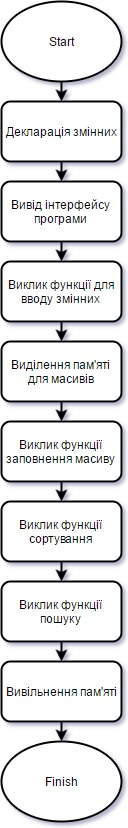 Start
Декларація змінних
Вивід інтерфейсу
програми
Виклик функції для
вводу змінних
Виділення пам'яті
для масивів
Виклик функції
заповнення масиву
Виклик функції
сортування
Виклик функції
пошуку
Вивільнення пам'яті
Finish